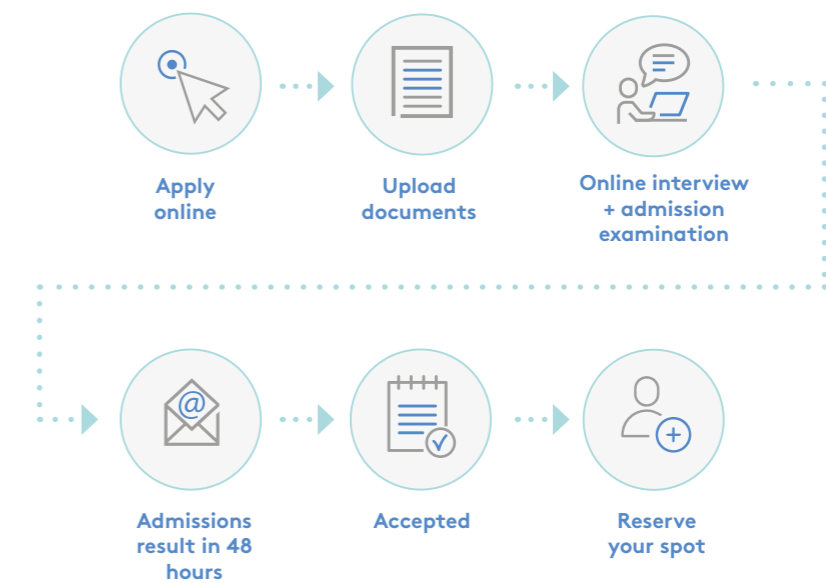 Apply
online
Upload
documents
Online interview
+ admission
examination
@
Admissions
result in 48
hours
Accepted
Reserve
your spot